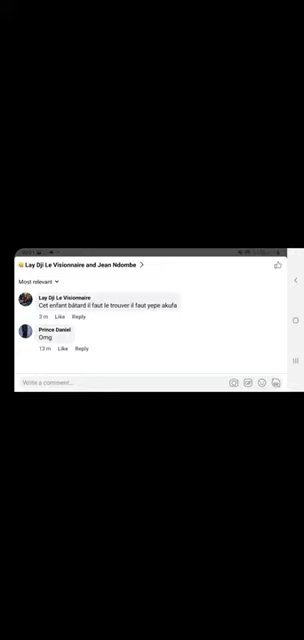 Lay Dji Le Visionnaire and Jean Ndombe
Most relevant
Lay Dji Le Visionnaire
Cet enfant bâtard il faut le trouver il faut yepe akufa
3 m Like Reply
Prince Daniel
Omg
13 m Like Reply
Write a comment...
GIF